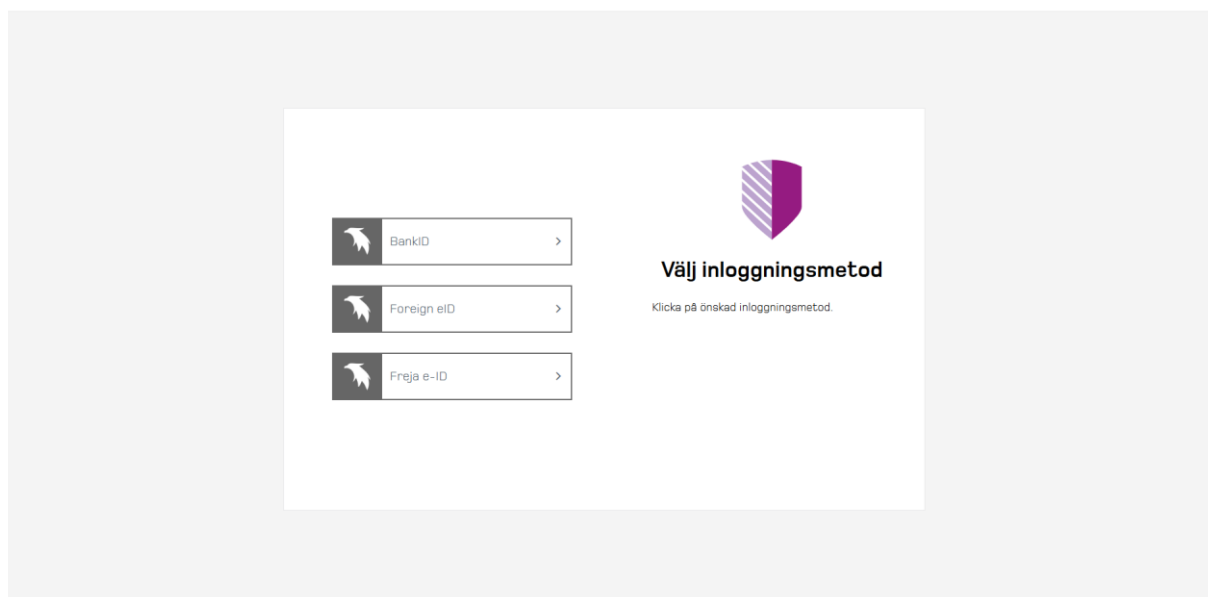 BankID
Foreign eID
Freja e-ID
Välj inloggningsmetod
Klicka på önskad inloggningsmetod.